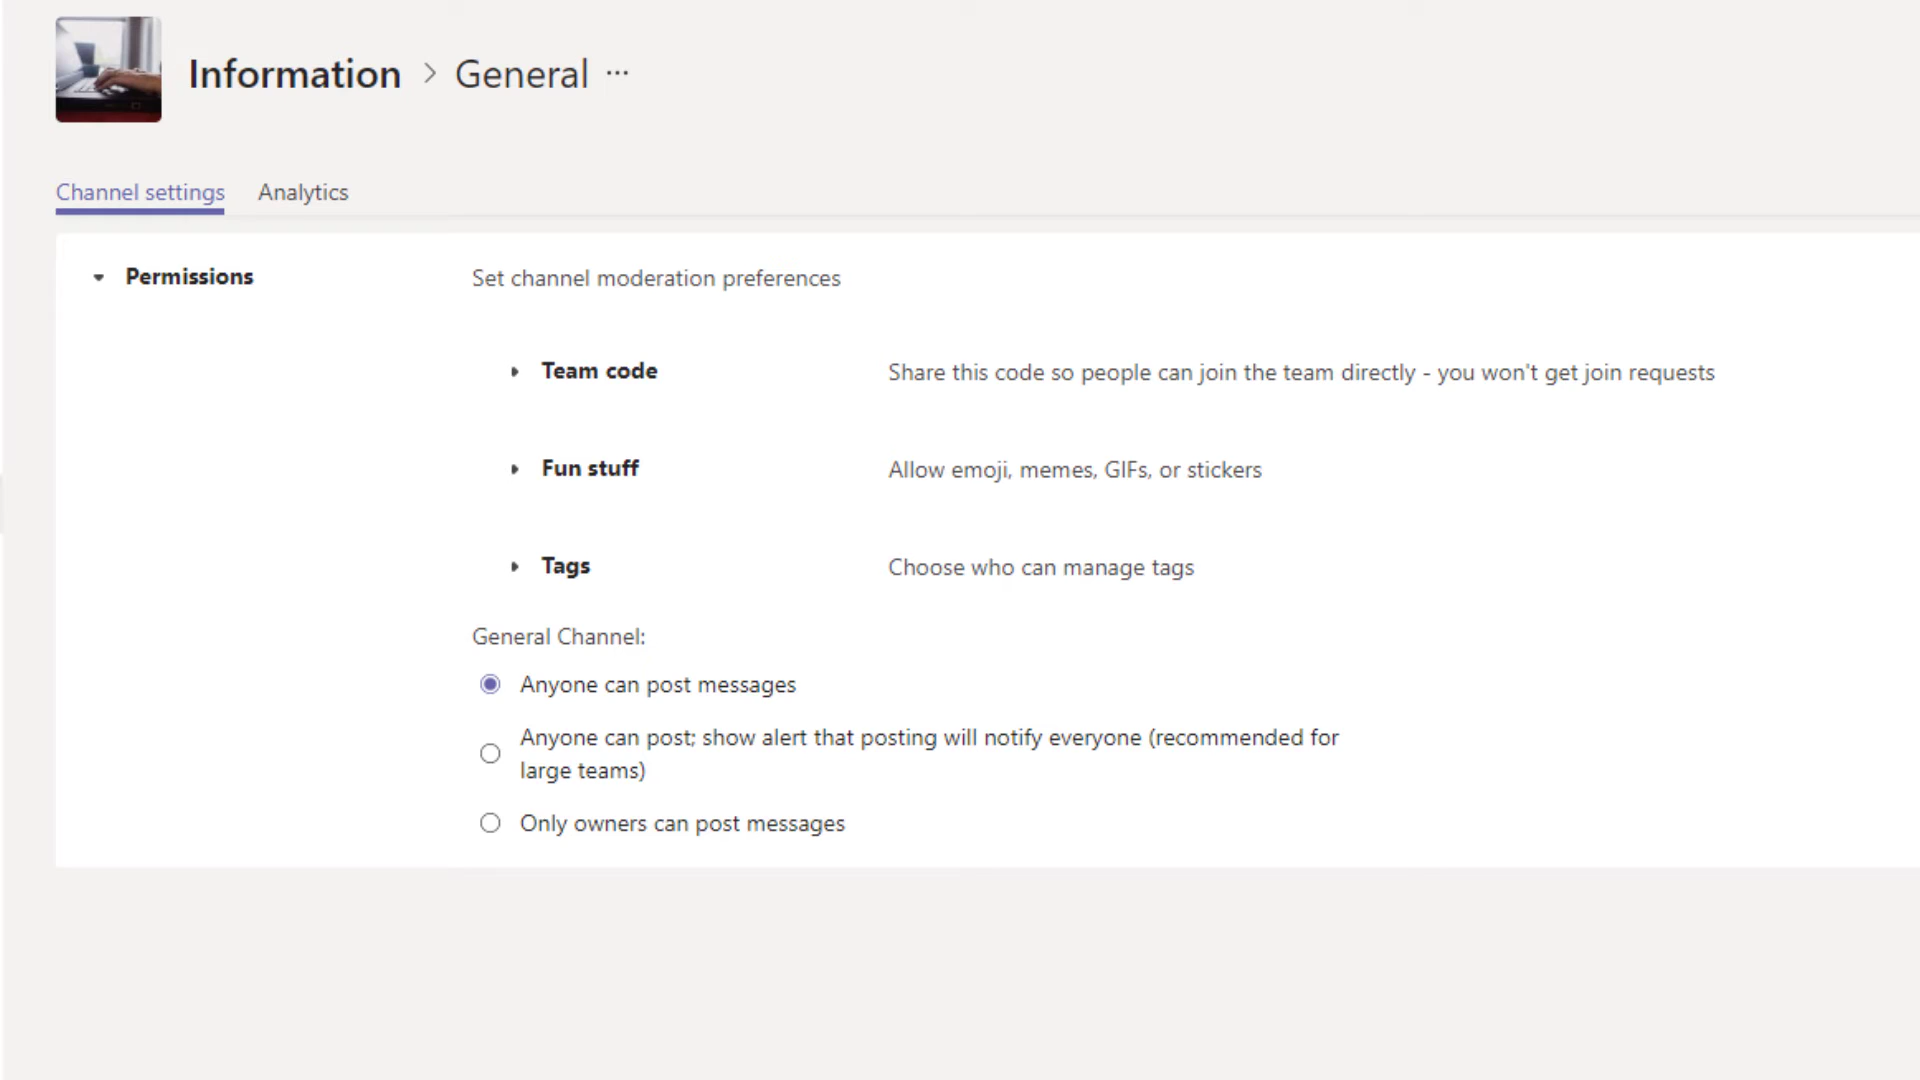 Information > General ...
Channel settings Analytics
Permissions Set channel moderation preferences
Team code Share this code so people can join the team directly - you won't get join requests
Fun stuff Allow emoji, memes, GIFs, or stickers
Tags Choose who can manage tags
General Channel:
Anyone can post messages
Anyone can post; show alert that posting will notify everyone (recommended for
large teams)
Only owners can post messages